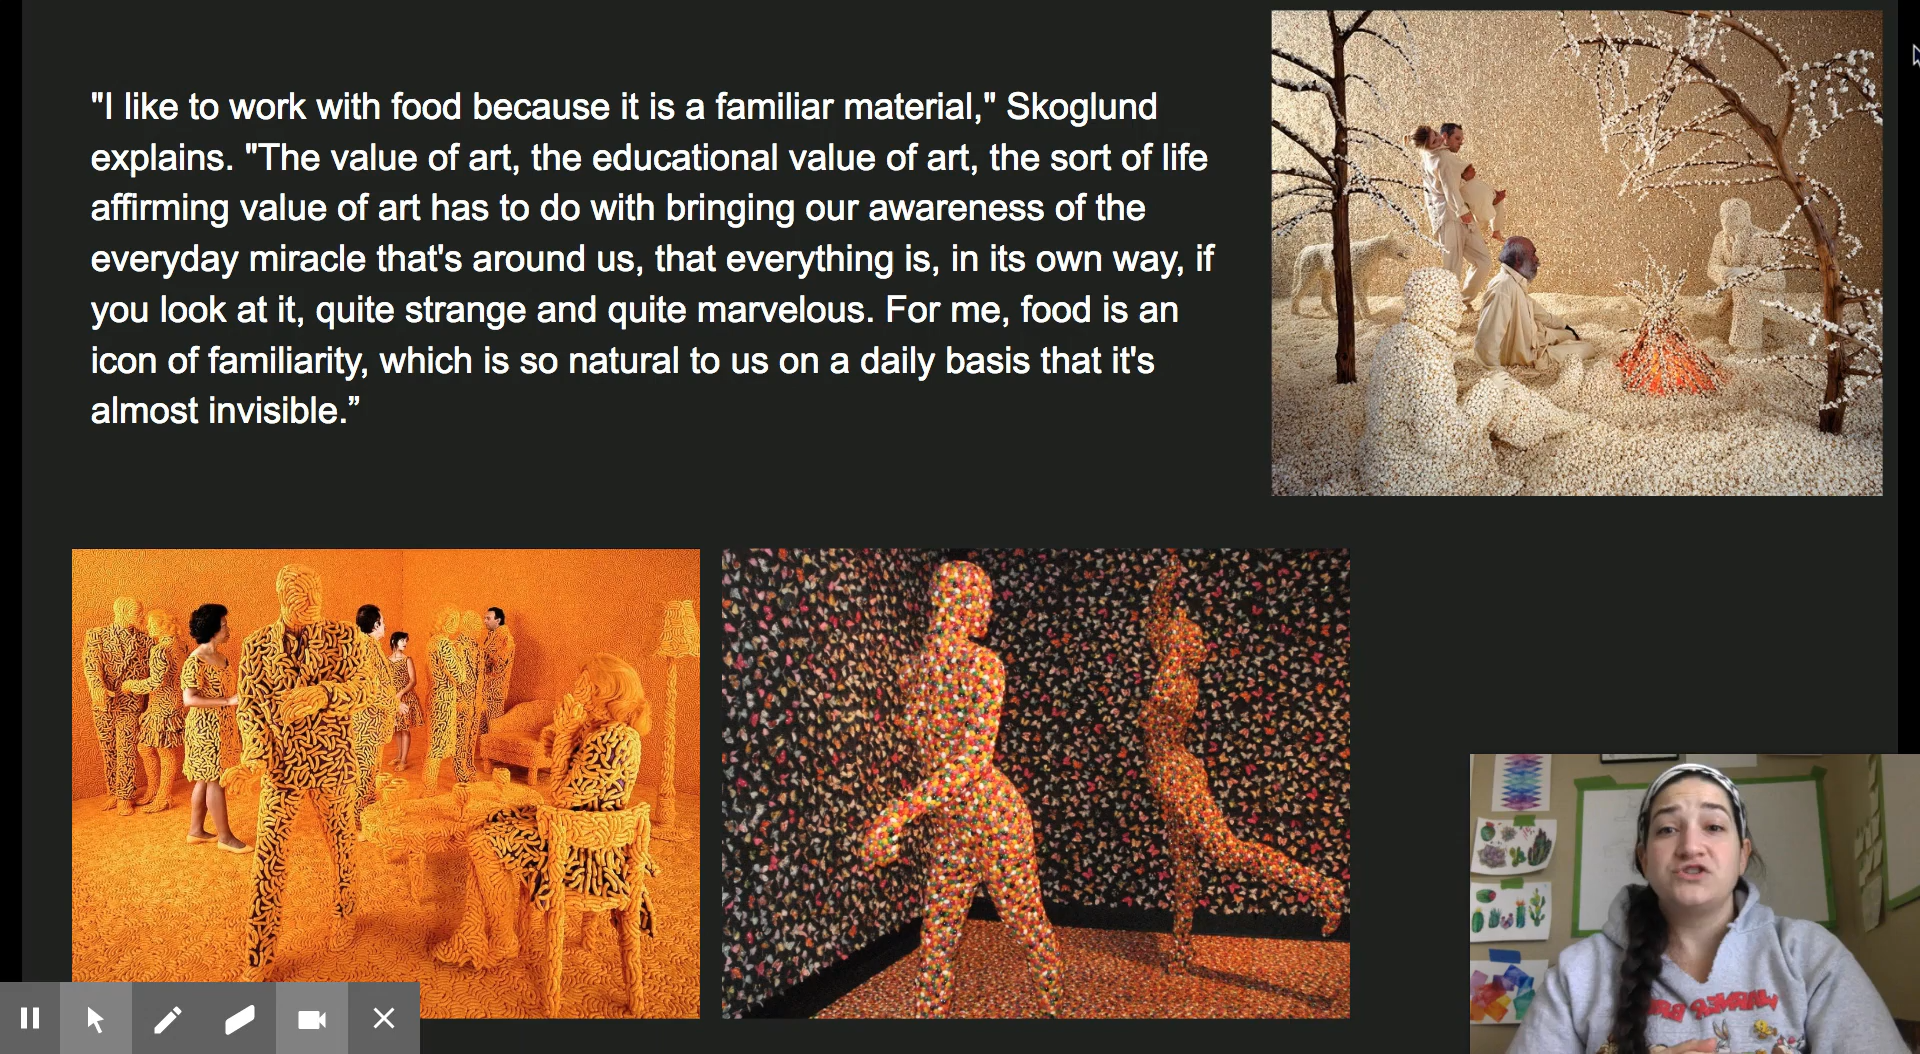 "I like to work with food because it is a familiar material," Skoglund
explains. "The value of art, the educational value of art, the sort of life
affirming value of art has to do with bringing our awareness of the
everyday miracle that's around us, that everything is, in its own way, if
you look at it, quite strange and quite marvelous. For me, food is an
icon of familiarity, which is so natural to us on a daily basis that it's
almost invisible.”
WARNER BRO